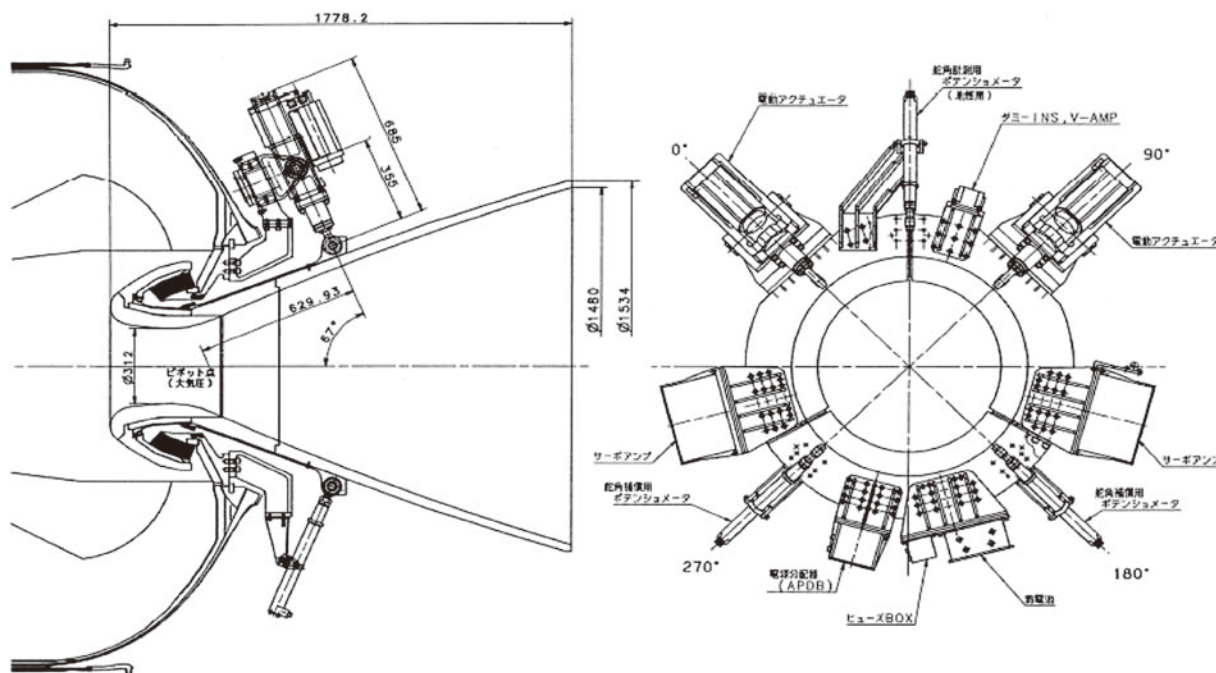 1778.2
685
355
629.93
67°
Ø1480
Ø1534
Ø312
ピボット点
(大気圧)
舵角計測用
ポテンショメータ
(地燃用)
電動アクチュエータ
ダミーINS,V-AMP
0°
90°
電動アクチュエータ
サーボアンプ
サーボアンプ
舵角補償用
ポテンショメータ
舵角補償用
ポテンショメータ
270°
180°
電源分配器
(APDB)
蓄電池
ヒューズBOX